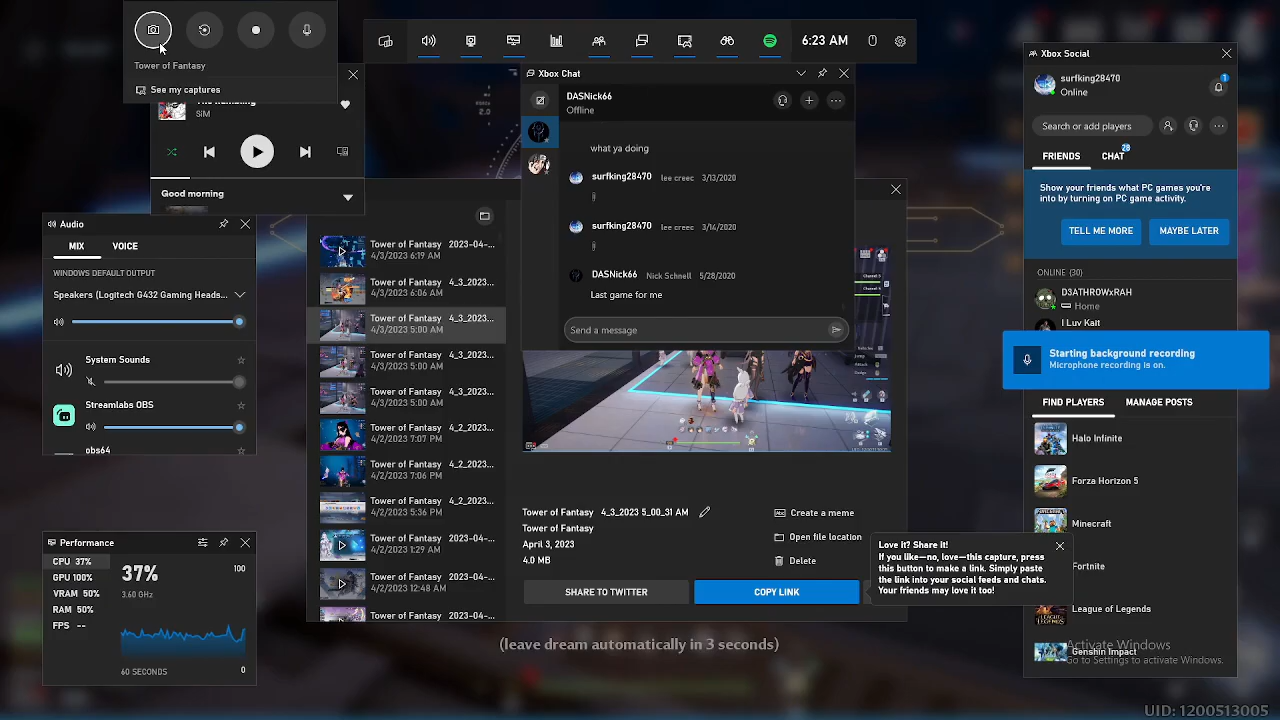 Tower of Fantasy
See my captures
SiM
Good morning
6:23 AM
Xbox Chat
DASNick66
Offline
what ya doing
surfking28470 lee creec 3/13/2020
surfking28470 lee creec 3/14/2020
DASNick66 Nick Schnell 5/28/2020
Last game for me
Send a message
Xbox Social
surfking28470
Online
1
Search or add players
FRIENDS
CHAT
28
Show your friends what PC games you're
into by turning on PC game activity.
TELL ME MORE
MAYBE LATER
ONLINE (30)
D3ATHR0WxRAH
Home
I Luv Kait
Starting background recording
Microphone recording is on.
FIND PLAYERS
MANAGE POSTS
Halo Infinite
Forza Horizon 5
Minecraft
Fortnite
League of Legends
Genshin Impact
Audio
MIX
VOICE
WINDOWS DEFAULT OUTPUT
Speakers (Logitech G432 Gaming Heads...
System Sounds
Streamlabs OBS
obs64
Performance
CPU 37%
GPU 100%
VRAM 50%
RAM 50%
FPS --
37%
3.60 GHz
100
60 SECONDS
0
Tower of Fantasy 2023-04-...
4/3/2023 6:19 AM
Tower of Fantasy 4_3_2023...
4/3/2023 6:06 AM
Tower of Fantasy 4_3_2023...
4/3/2023 5:00 AM
Tower of Fantasy 4_3_2023...
4/3/2023 5:00 AM
Tower of Fantasy 4_3_2023...
4/3/2023 5:00 AM
Tower of Fantasy 4_2_2023...
4/2/2023 7:07 PM
Tower of Fantasy 4_2_2023...
4/2/2023 7:06 PM
Tower of Fantasy 4_2_2023...
4/2/2023 5:36 PM
Tower of Fantasy 2023-04-...
4/2/2023 1:29 AM
Tower of Fantasy 2023-04-...
4/2/2023 12:48 AM
Tower of Fantasy 4_2_2023...
Tower of Fantasy 4_3_2023 5_00_31 AM
Tower of Fantasy
April 3, 2023
4.0 MB
Create a meme
Open file location
Delete
SHARE TO TWITTER
COPY LINK
Love it? Share it!
If you like—no, love—this capture, press
this button to make a link. Simply paste
the link into your social feeds and chats.
Your friends may love it too!
(leave dream automatically in 3 seconds)
Activate Windows
Go to Settings to activate Windows.
UID: 1200513005